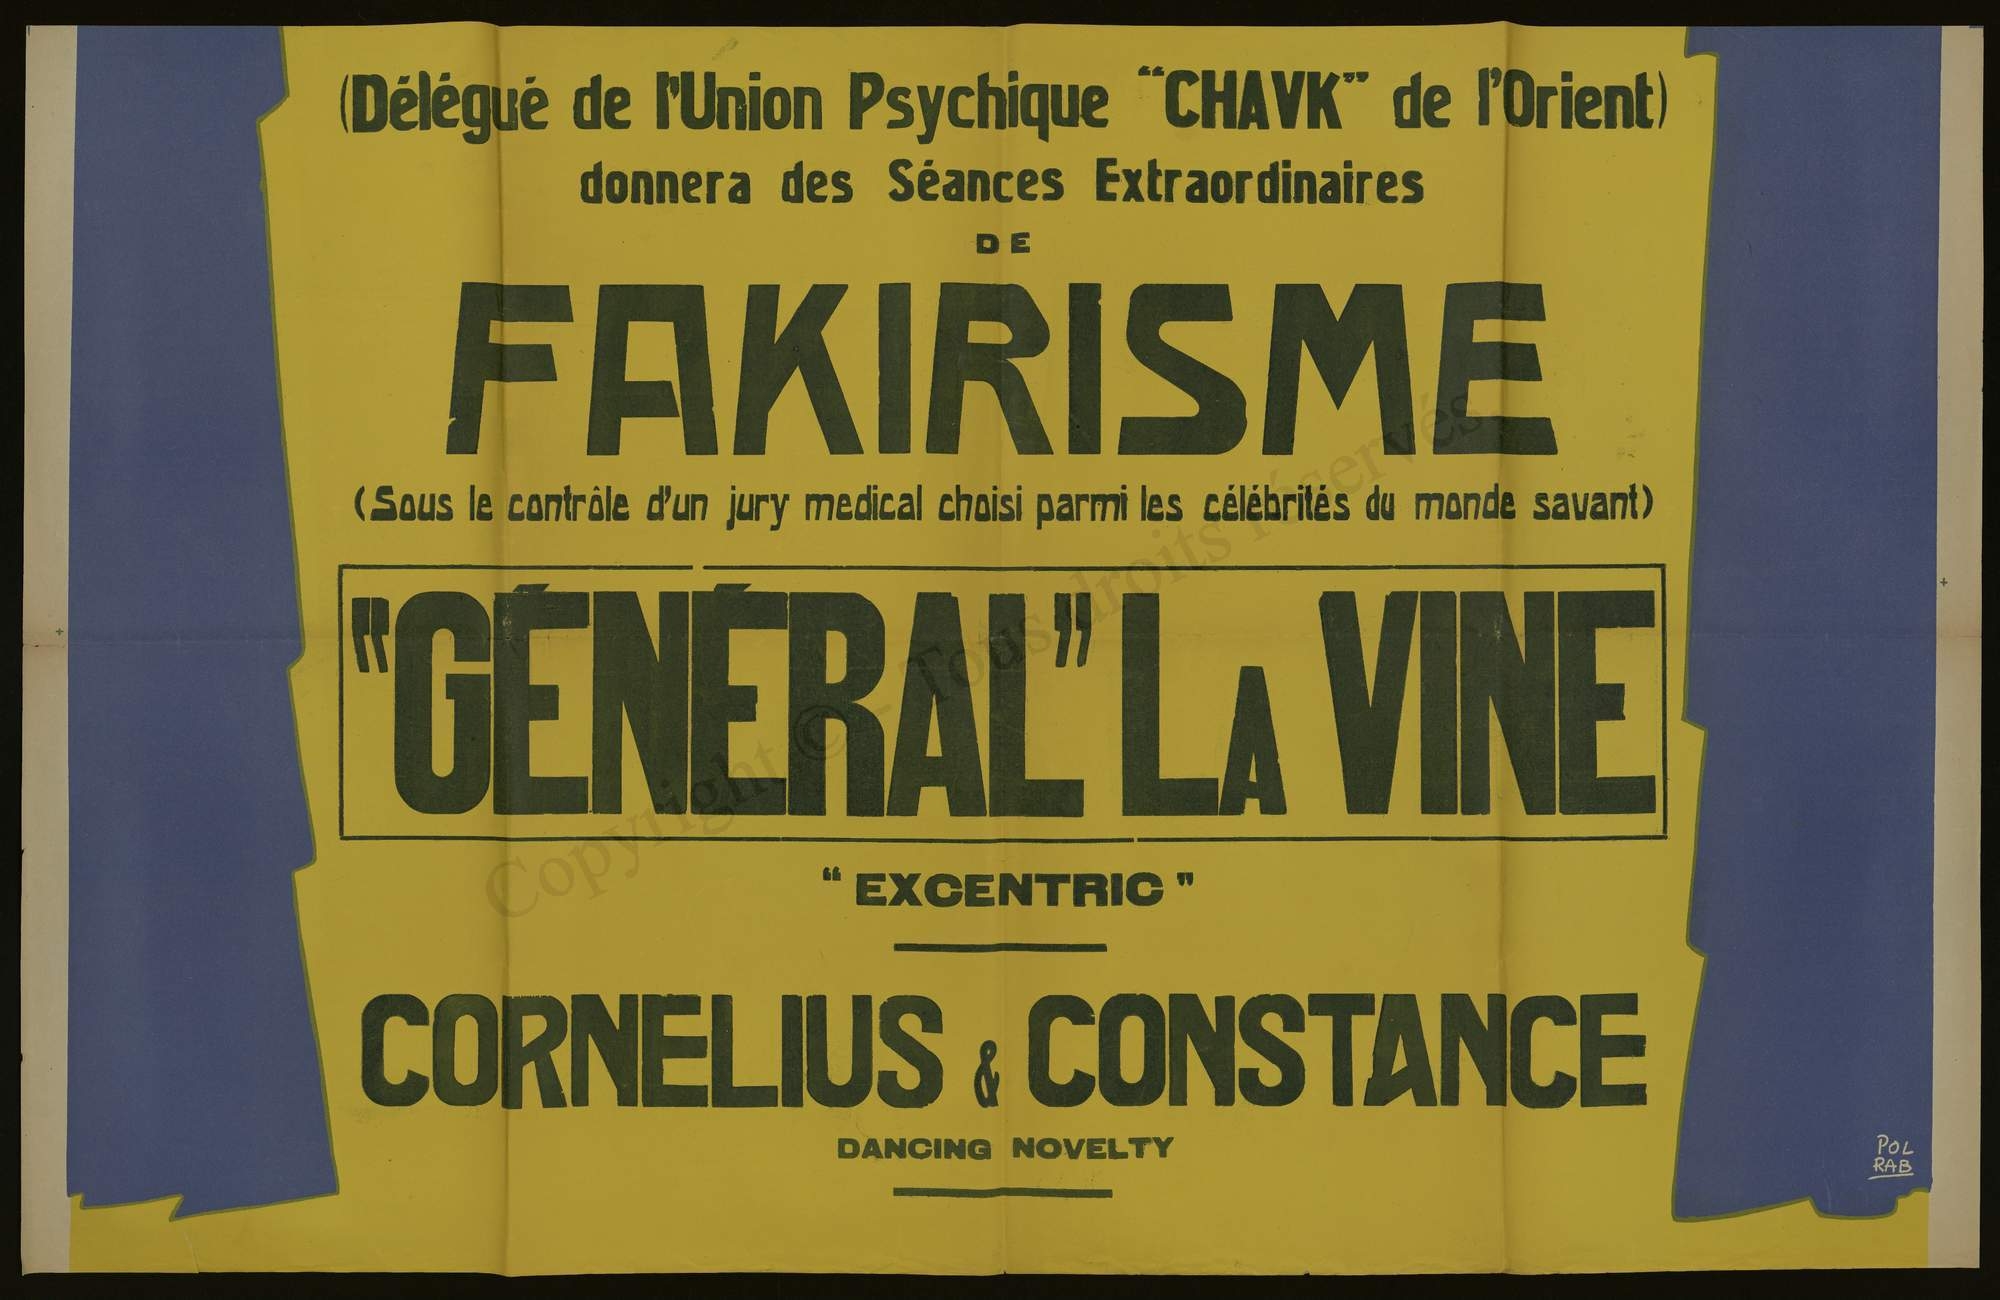 (Délégué de l'Union Psychique "CHAVK" de l'Orient)
donnera des Séances Extraordinaires
DE
FAKIRISME
(Sous le contrôle d'un jury medical choisi parmi les célébrités du monde savant)
"GÉNÉRAL" LA VINE
"EXCENTRIC"
CORNELIUS & CONSTANCE
DANCING NOVELTY
POL
RAB
Copyright © - Tous droits réservés